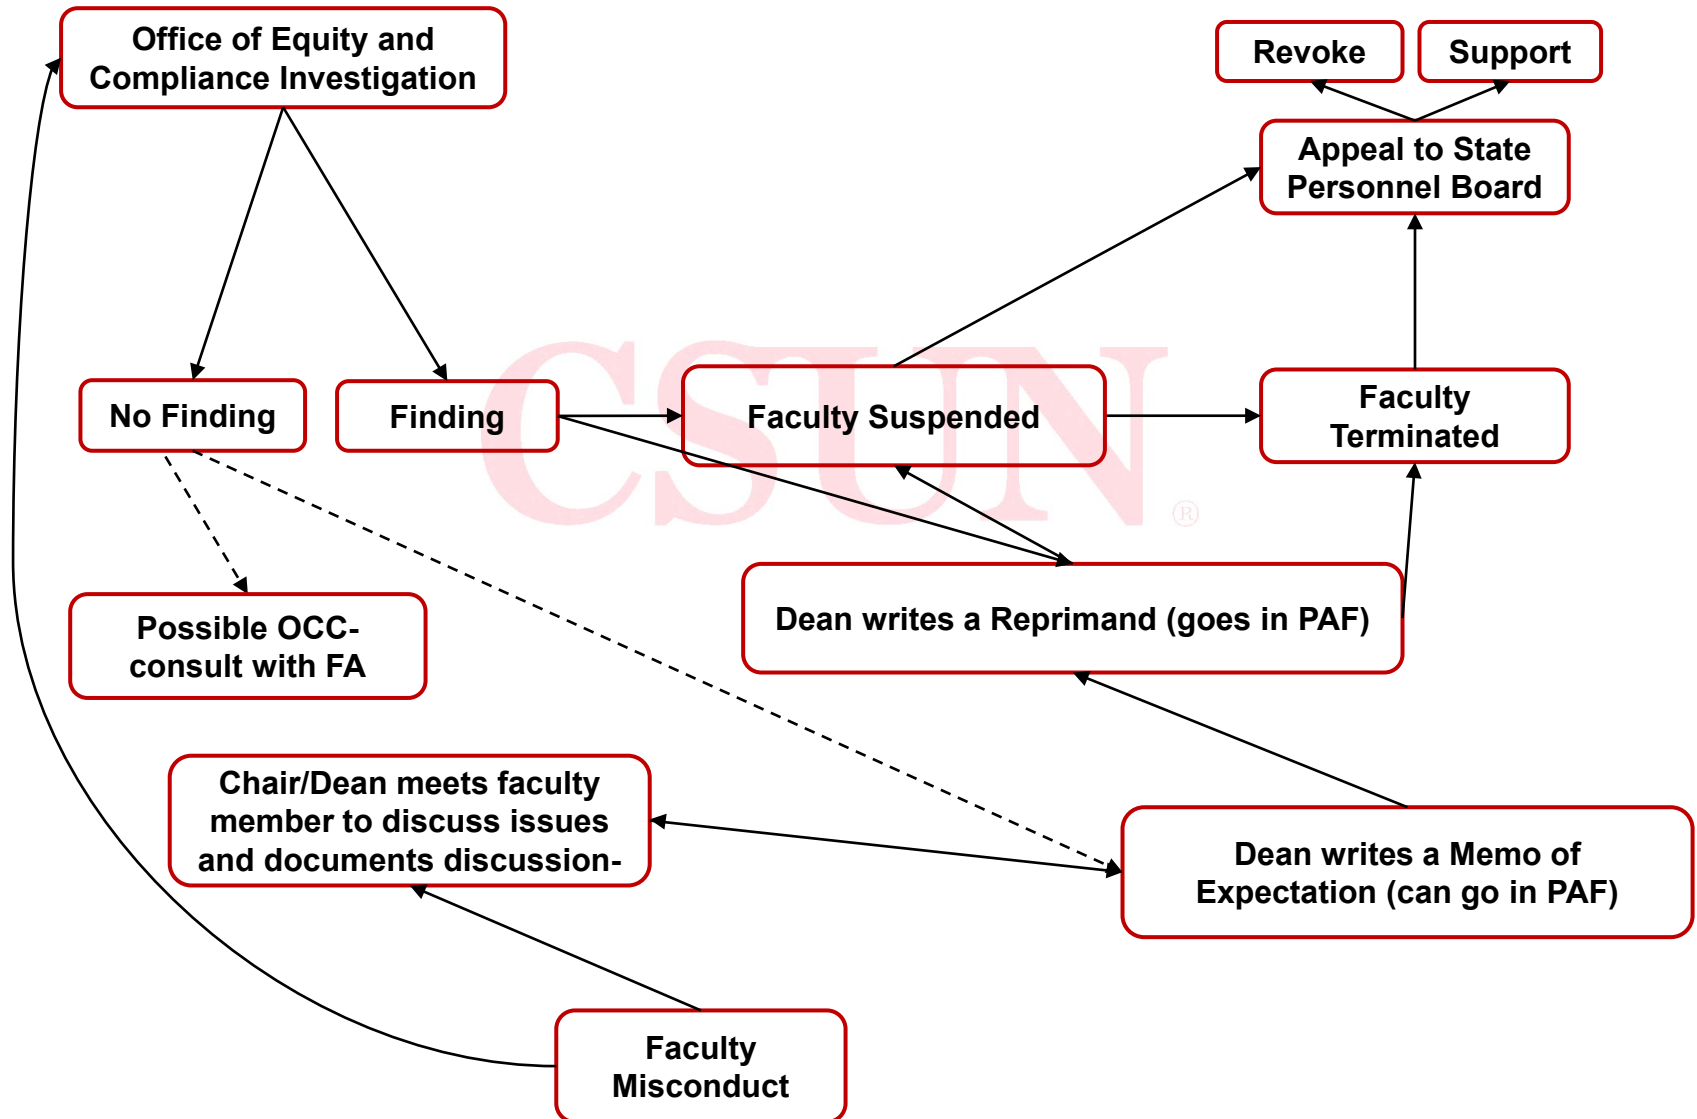 Office of Equity and
Compliance Investigation
Revoke
Support
Appeal to State
Personnel Board
No Finding
Finding
Faculty Suspended
Faculty
Terminated
CSUN®
Possible OCC-
consult with FA
Dean writes a Reprimand (goes in PAF)
Chair/Dean meets faculty
member to discuss issues
and documents discussion-
Dean writes a Memo of
Expectation (can go in PAF)
Faculty
Misconduct